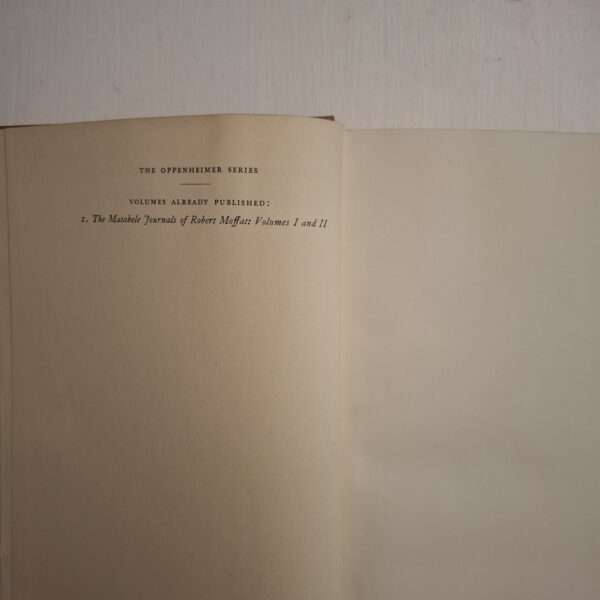 THE OPPENHEIMER SERIES
VOLUMES ALREADY PUBLISHED:
1. The Matabele Journals of Robert Moffat: Volumes I and II